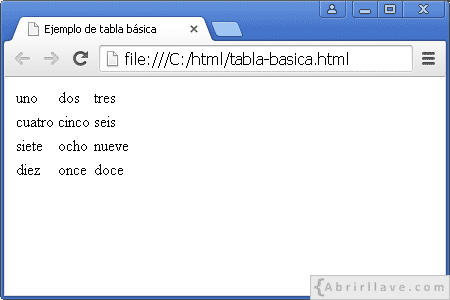 Ejemplo de tabla básica
file:///C:/html/tabla-basica.html
uno dos tres
cuatro cinco seis
siete ocho nueve
diez once doce
{Abrirllave.com